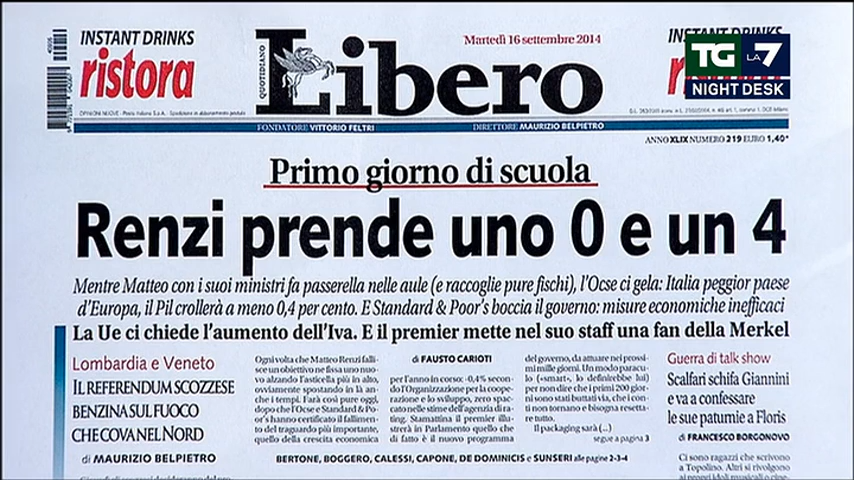 INSTANT DRINKS
ristora
QUOTIDIANO
Libero
Martedì 16 settembre 2014
TG LA 7
NIGHT DESK
FONDATORE VITTORIO FELTRI
DIRETTORE MAURIZIO BELPIETRO
ANNO XLIX NUMERO 219 EURO 1,40*
Primo giorno di scuola
Renzi prende uno 0 e un 4
Mentre Matteo con i suoi ministri fa passerella nelle aule (e raccoglie pure fischi), l'Ocse ci gela: Italia peggior paese
d'Europa, il Pil crollerà a meno 0,4 per cento. E Standard & Poor's boccia il governo: misure economiche inefficaci
La Ue ci chiede l'aumento dell'Iva. E il premier mette nel suo staff una fan della Merkel
Lombardia e Veneto
IL REFERENDUM SCOZZESE
BENZINA SUL FUOCO
CHE COVA NEL NORD
di MAURIZIO BELPIETRO
Ogni volta che Matteo Renzi falli-
sce un obiettivo ne fissa uno nuovo
alzando l'asticella più in alto,
ovviamente spostando in là an-
che i tempi. Farà così pure oggi,
dopo che l'Ocse e Standard & Po-
or's hanno certificato il fallimento
del traguardo più importante,
quello della crescita economica
di FAUSTO CARIOTI
per l'anno in corso: -0,4% secon-
do l'Organizzazione per la coope-
razione e lo sviluppo, zero spac-
cato nelle stime dell'agenzia di ra-
ting. Stamattina il premier illu-
strerà in Parlamento quello che
di fatto è il nuovo programma
del governo, da attuare nei prossi-
mi mille giorni. Un modo paracu-
lo («smart», lo definirebbe lui)
per non dire che i primi 200 gior-
ni sono stati buttati via, che i con-
ti non tornano e bisogna resetta-
re tutto.
Il packaging sarà (...)
segue a pagina 3
BERTONE, BOGGERO, CALESSI, CAPONE, DE DOMINICIS e SUNSERI alle pagine 2-3-4
Guerra di talk show
Scalfari schifa Giannini
e va a confessare
le sue paturnie a Floris
di FRANCESCO BORGONOVO
Ci sono ragazzi che scrivono
a Topolino. Altri si rivolgono